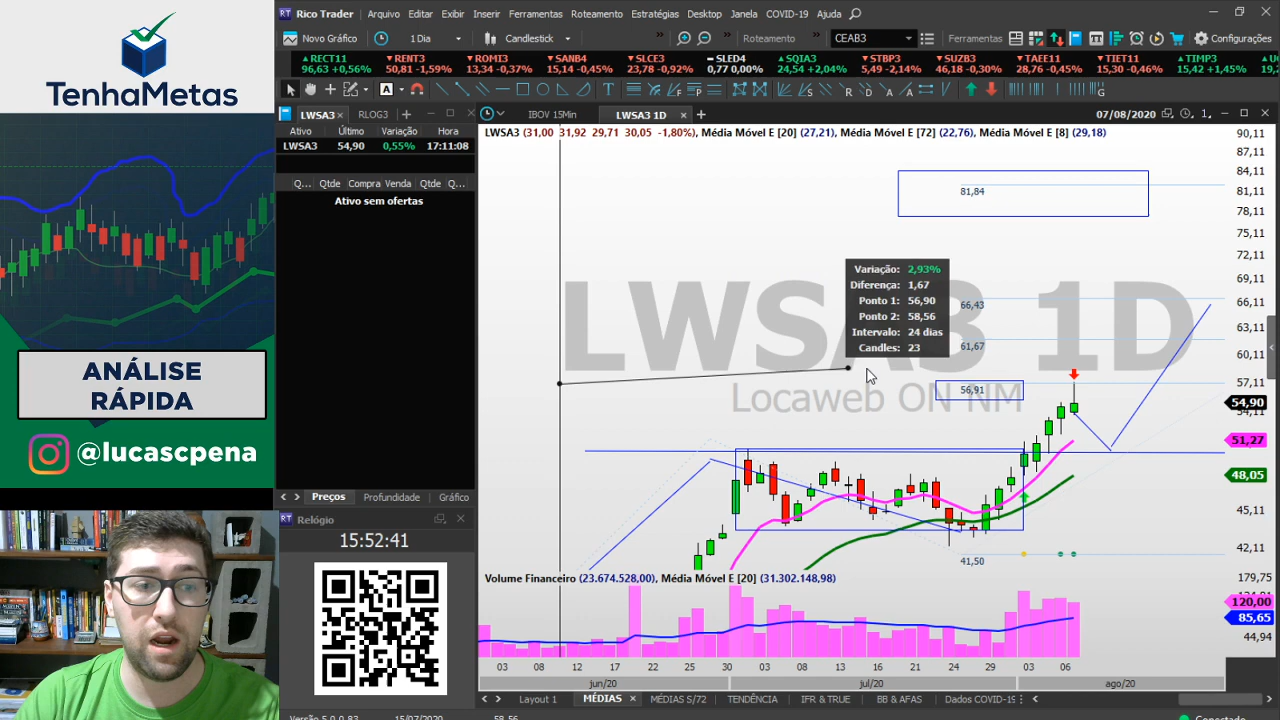 TenhaMetas
ANÁLISE
RÁPIDA
@lucascpena
Rico Trader
Arquivo Editar Exibir Inserir Ferramentas Roteamento Estratégias Desktop Janela COVID-19 Ajuda
Novo Gráfico 1 Dia Candlestick Roteamento CEAB3 Ferramentas Configurações
RECT11 RENT3 ROMI3 SANB4 SLCE3 SLED4 SQIA3 STBP3 SUZB3 TAEE11 TIET11 TIMP3
96,63 +0,56% 50,81 -1,59% 13,34 -0,37% 15,14 -0,45% 23,78 -0,92% 0,77 0,00% 24,54 +2,04% 5,49 -2,14% 46,18 -0,30% 28,76 -0,45% 15,30 -0,46% 15,42 +1,45%
LWSA3 RLOG3
IBOV 15Min LWSA3 1D 07/08/2020
Ativo Último Variação Hora
LWSA3 54,90 0,55% 17:11:08
Q... Qtde Compra Venda Qtde Q...
Ativo sem ofertas
LWSA3 (31,00 31,92 29,71 30,05 -1,80%), Média Móvel E [20] (27,21), Média Móvel E [72] (22,76), Média Móvel E [8] (29,18)
LWSA3 1D
Locaweb ON NM
81,84
66,43
61,67
56,91
41,50
Variação: 2,93%
Diferença: 1,67
Ponto 1: 56,90
Ponto 2: 58,56
Intervalo: 24 dias
Candles: 23
90,11
87,11
84,11
81,11
78,11
75,11
72,11
69,11
66,11
63,11
60,11
57,11
54,90
54,11
51,27
48,05
45,11
42,11
Preços Profundidade Gráfico
Relógio
15:52:41
Volume Financeiro (23.674.528,00), Média Móvel E [20] (31.302.148,98)
179,75
120,00
85,65
44,94
03 08 12 17 22 25 30 03 08 13 16 21 24 29 03 06
jun/20 jul/20 ago/20
Layout 1 MÉDIAS MÉDIAS S/72 TENDÊNCIA IFR & TRUE BB & AFAS Dados COVID-19
Versão 5.0.0.83 15/07/2020 58,56 Conectado